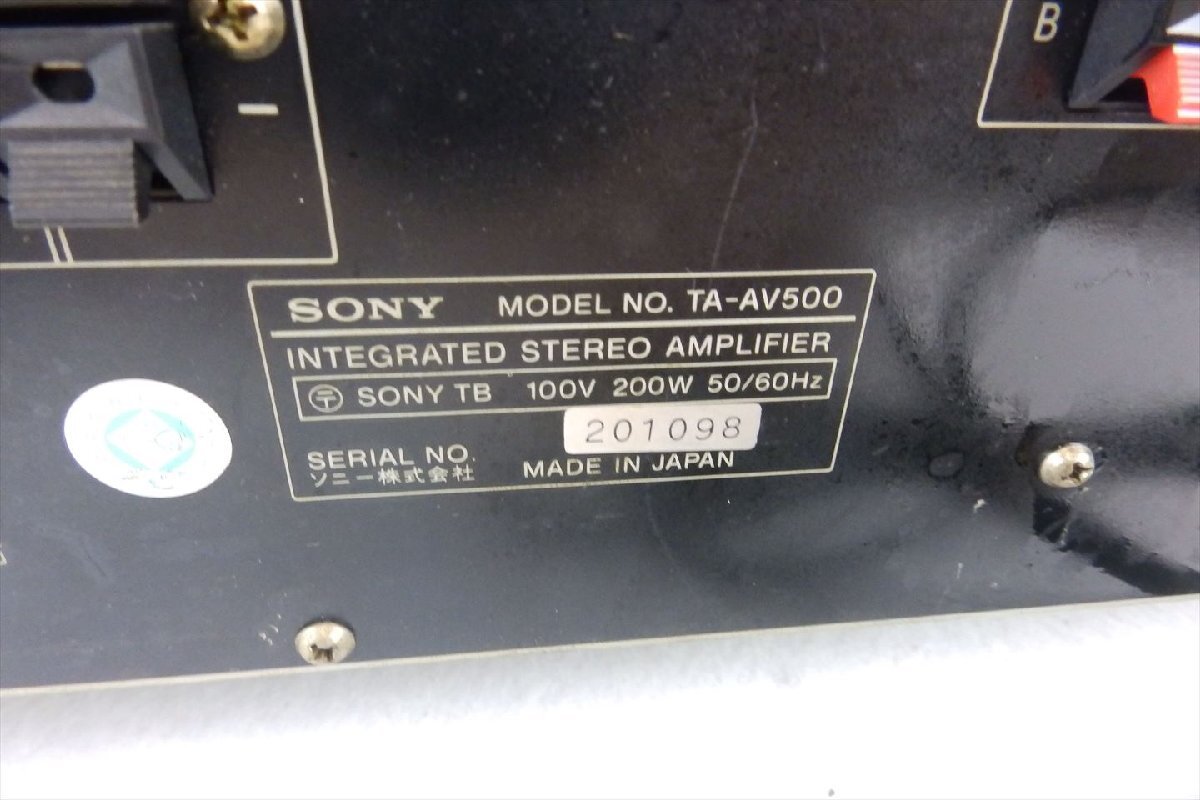 B
SONY MODEL NO. TA-AV500
INTEGRATED STEREO AMPLIFIER
〒 SONY TB 100V 200W 50/60Hz
201098
SERIAL NO.
ソニー株式会社 MADE IN JAPAN